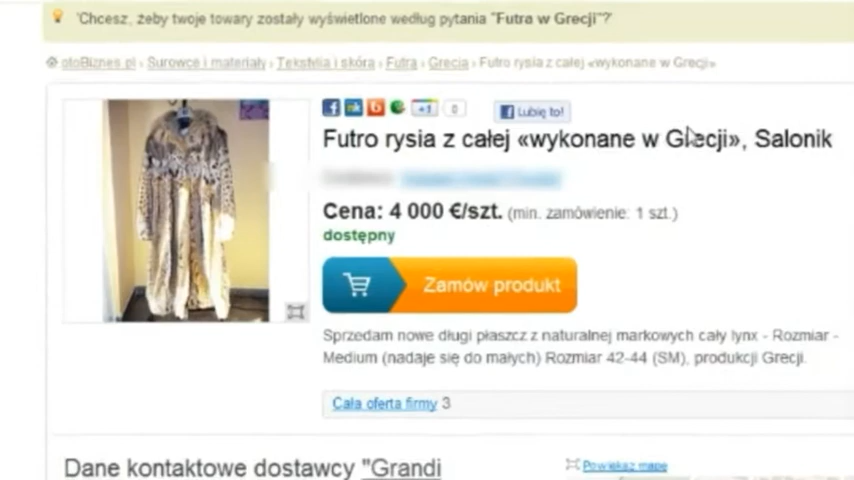 'Chcesz, żeby twoje towary zostały wyświetlone według pytania "Futra w Grecji"?'
otoBiznes.pl › Surowce i materiały › Tekstylia i skóra › Futra › Grecja › Futro rysia z całej «wykonane w Grecji»
+1 0 Lubię to!
Futro rysia z całej «wykonane w Grecji», Salonik
Cena: 4 000 €/szt. (min. zamówienie: 1 szt.)
dostępny
Zamów produkt
Sprzedam nowe długi płaszcz z naturalnej markowych cały lynx - Rozmiar -
Medium (nadaje się do małych) Rozmiar 42-44 (SM), produkcji Grecji.
Cała oferta firmy 3
Dane kontaktowe dostawcy "Grandi
Powiększ mapę